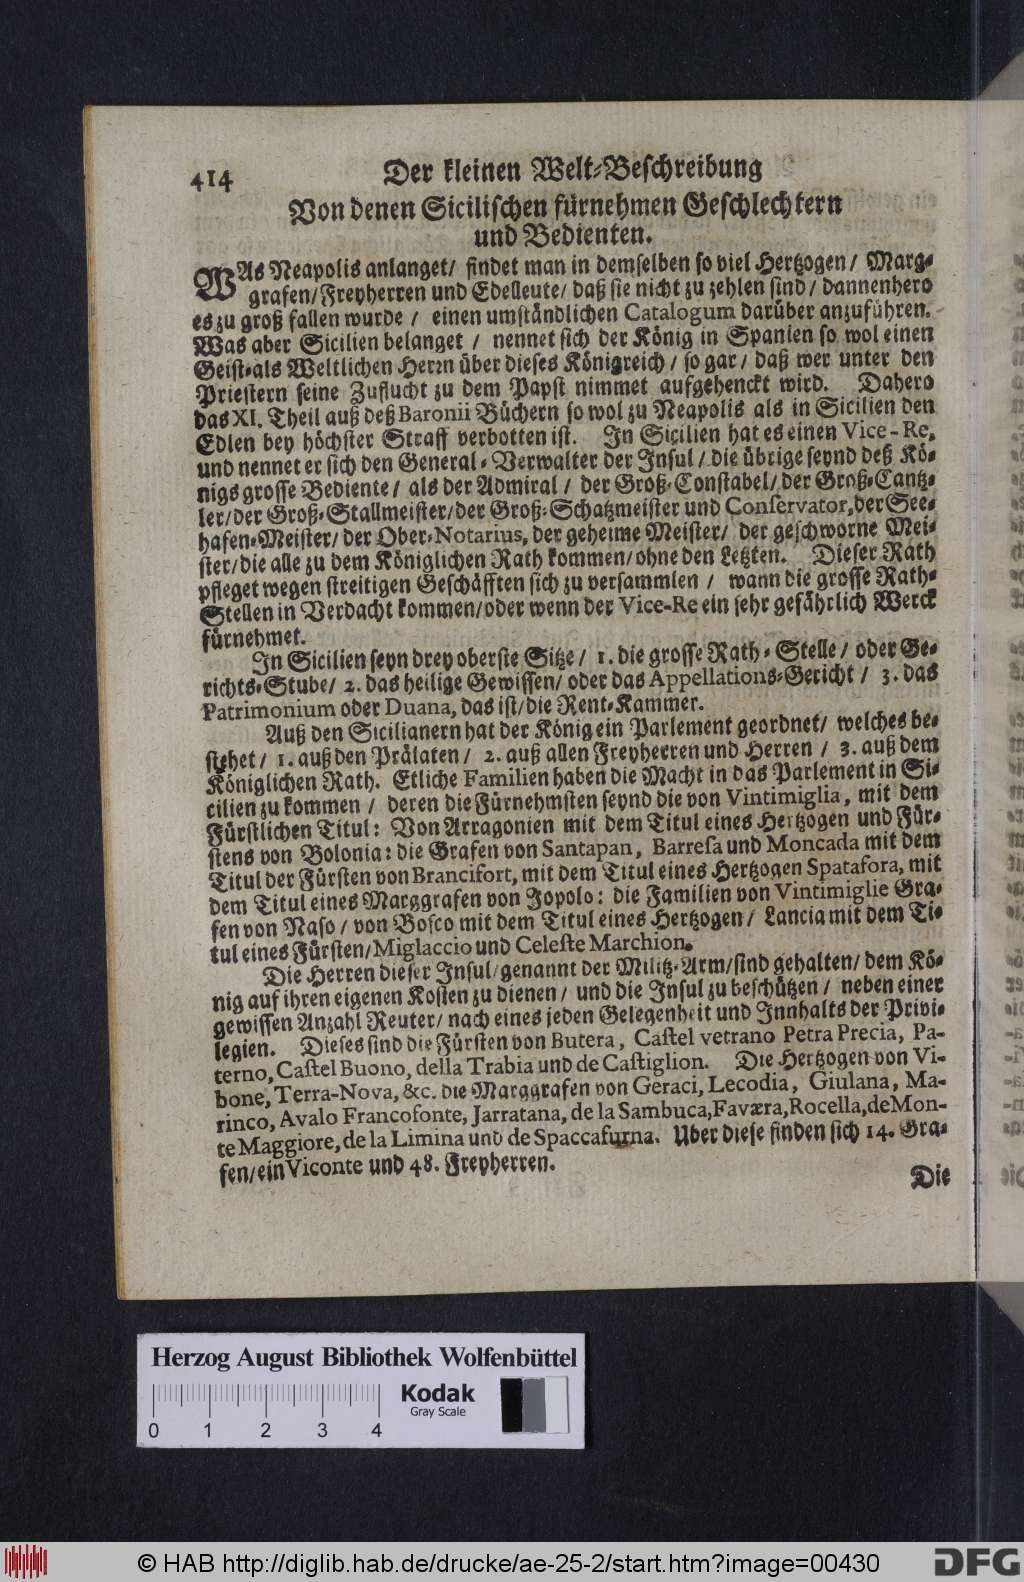 414 Der kleinen Welt-Beschreibung
Von denen Sicilischen fürnehmen Geschlechtern
und Bedienten.
WAs Neapolis anlanget / findet man in demselben so viel Hertzogen / Marg-
grafen / Freyherren und Edelleute / daß sie nicht zu zehlen sind / dannenhero
es zu groß fallen wurde / einen umständlichen Catalogum darüber anzuführen.
Was aber Sicilien belanget / nennet sich der König in Spanien so wol einen
Geist-als Weltlichen Herrn über dieses Königreich / so gar / daß wer unter den
Priestern seine Zuflucht zu dem Papst nimmet aufgehenckt wird. Dahero
das XI. Theil auß deß Baronii Büchern so wol zu Neapolis als in Sicilien den
Edlen bey höchster Straff verbotten ist. In Sicilien hat es einen Vice-Re,
und nennet er sich den General-Verwalter der Insul / die übrige seynd deß Kö-
nigs grosse Bediente / als der Admiral / der Groß-Constabel / der Groß-Cantz-
ler / der Groß-Stallmeister / der Groß-Schatzmeister und Conservator, der See-
hafen-Meister / der Ober-Notarius, der geheime Meister / der geschworne Mei-
ster / die alle zu dem Königlichen Rath kommen / ohne den Letzten. Dieser Rath
pfleget wegen streitigen Geschäfften sich zu versammlen / wann die grosse Rath-
Stellen in Verdacht kommen / oder wenn der Vice-Re ein sehr gefährlich Werck
fürnehmet.
In Sicilien seyn drey oberste Sitze / 1. die grosse Rath-Stelle / oder Ge-
richts-Stube / 2. das heilige Gewissen / oder das Appellations-Gericht / 3. das
Patrimonium oder Duana, das ist / die Rent-Kammer.
Auß den Sicilianern hat der König ein Parlement geordnet / welches be-
stehet / 1. auß den Prälaten / 2. auß allen Freyherren und Herren / 3. auß dem
Königlichen Rath. Etliche Familien haben die Macht in das Parlement in Si-
cilien zu kommen / deren die Fürnehmsten seynd die von Vintimiglia, mit dem
Fürstlichen Titul: Von Arragonien mit dem Titul eines Hertzogen und Für-
stens von Bolonia: die Grafen von Santapan, Barresa und Moncada mit dem
Titul der Fürsten von Brancifort, mit dem Titul eines Hertzogen Spatafora, mit
dem Titul eines Marggrafen von Jopolo: die Familien von Vintimiglie Gra-
fen von Naso / von Bosco mit dem Titul eines Hertzogen / Lancia mit dem Ti-
tul eines Fürsten / Miglaccio und Celeste Marchion.
Die Herren dieser Insul / genannt der Militz-Arm / sind gehalten / dem Kö-
nig auf ihren eigenen Kosten zu dienen / und die Insul zu beschützen / neben einer
gewissen Anzahl Reuter / nach eines jeden Gelegenheit und Innhalts der Privi-
legien. Dieses sind die Fürsten von Butera, Castel vetrano Petra Precia, Pa-
terno, Castel Buono, della Trabia und de Castiglion. Die Hertzogen von Vi-
bone, Terra-Nova, &c. die Marggrafen von Geraci, Lecodia, Giulana, Ma-
rinco, Avalo Francofonte, Jarratana, de la Sambuca, Faværa, Rocella, de Mon-
te Maggiore, de la Limina und de Spaccafurna. Uber diese finden sich 14. Gra-
fen / ein Viconte und 48. Freyherren.
Die
Herzog August Bibliothek Wolfenbüttel
Kodak
Gray Scale
0 1 2 3 4
© HAB http://diglib.hab.de/drucke/ae-25-2/start.htm?image=00430
DFG